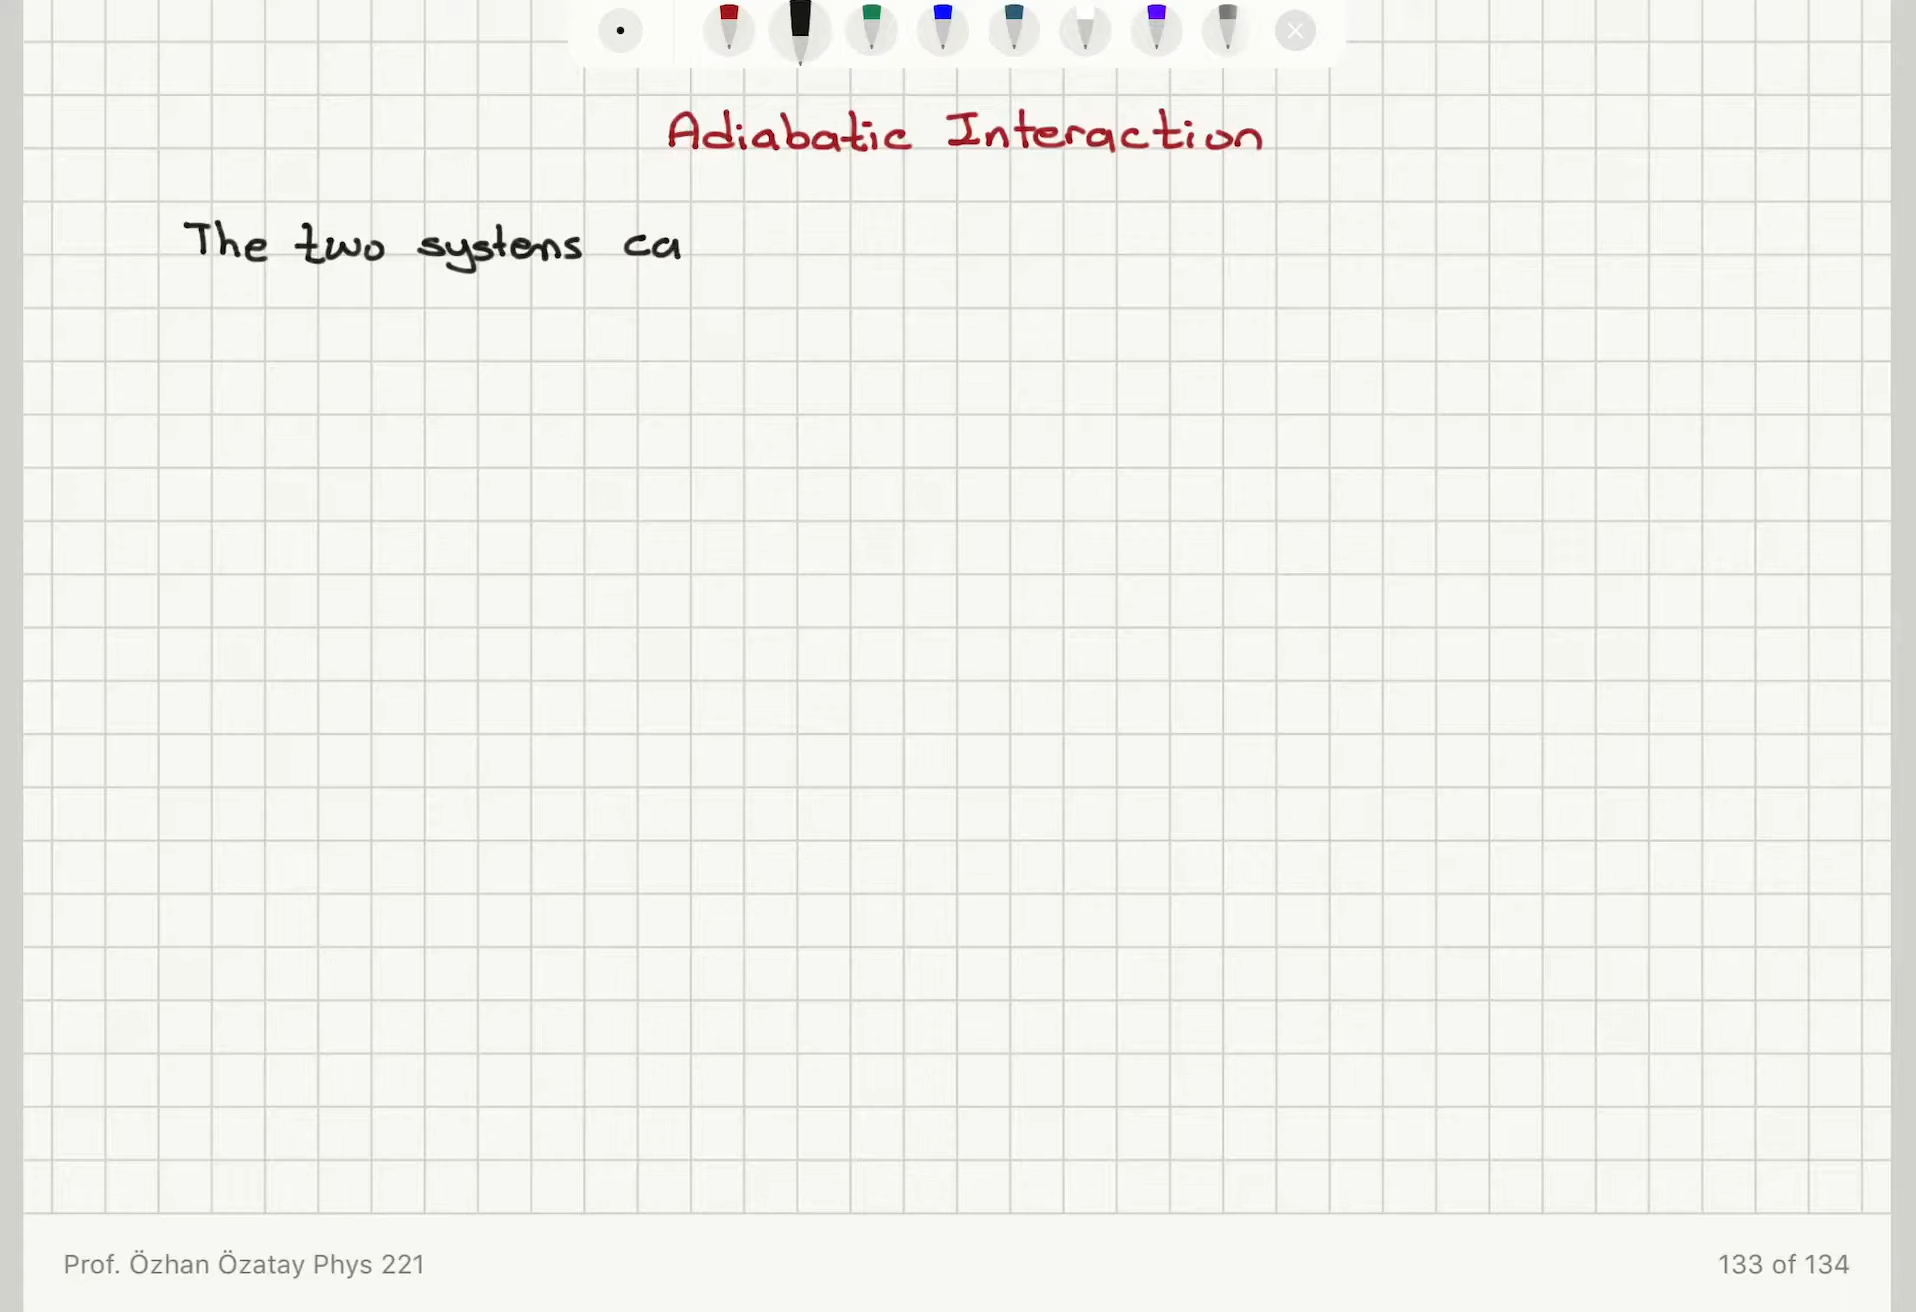 Adiabatic Interaction
The two systems ca
Prof. Özhan Özatay Phys 221
133 of 134